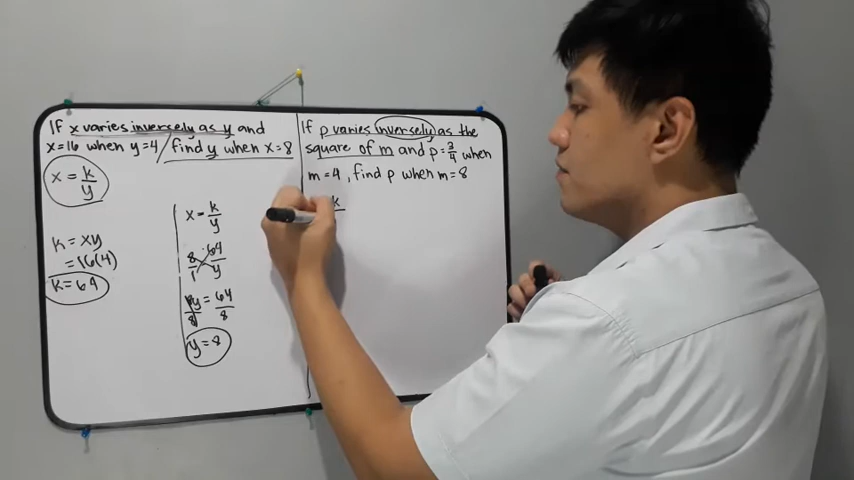 If x varies inversely as y and
x=16 when y=4/find y when x=8
x = k/y
k = xy
= 16(4)
k = 64
x = k/y
8/1 64/y
8y/8 = 64/8
y = 8
If p varies inversely as the
square of m and p = 3/4 when
m = 4, find p when m = 8
k